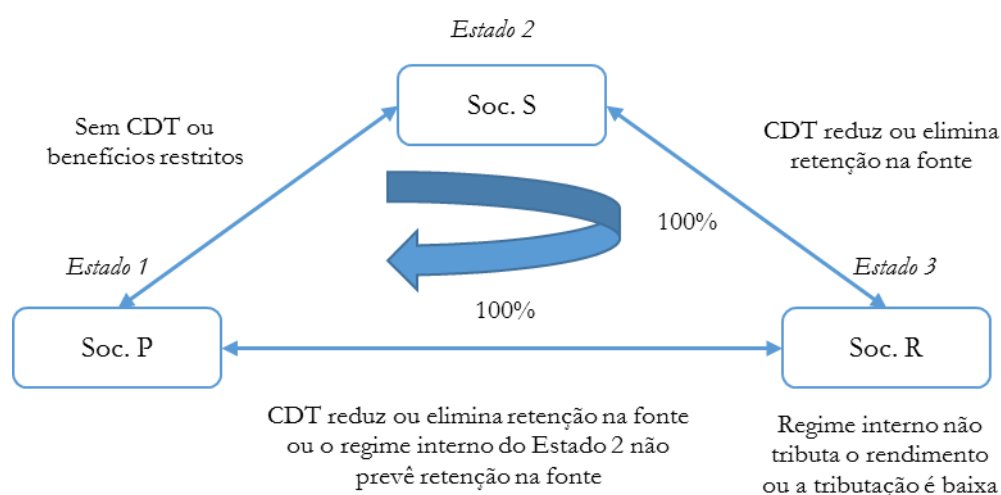 Estado 2
Soc. S
Sem CDT ou
benefícios restritos
CDT reduz ou elimina
retenção na fonte
100%
Estado 1
Estado 3
100%
Soc. P
Soc. R
CDT reduz ou elimina retenção na fonte
ou o regime interno do Estado 2 não
prevê retenção na fonte
Regime interno não
tributa o rendimento
ou a tributação é baixa